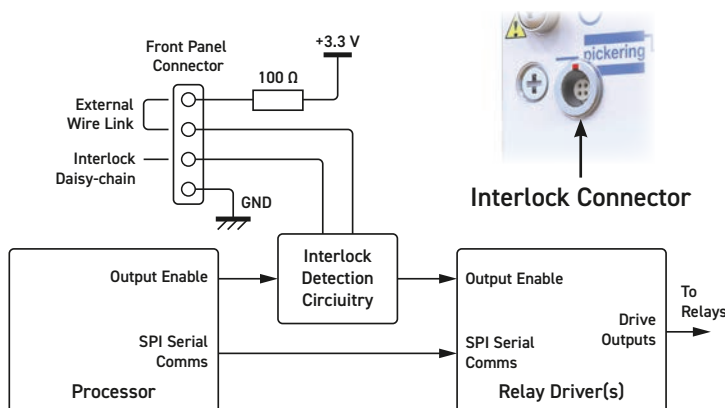 +3.3 V
Front Panel
Connector
100 Ω
External
Wire Link
Interlock
Daisy-chain
GND
pickering
Interlock Connector
Interlock
Detection
Circiuitry
Output Enable
SPI Serial
Comms
Processor
Output Enable
SPI Serial
Comms
Drive
Outputs
Relay Driver(s)
To
Relays